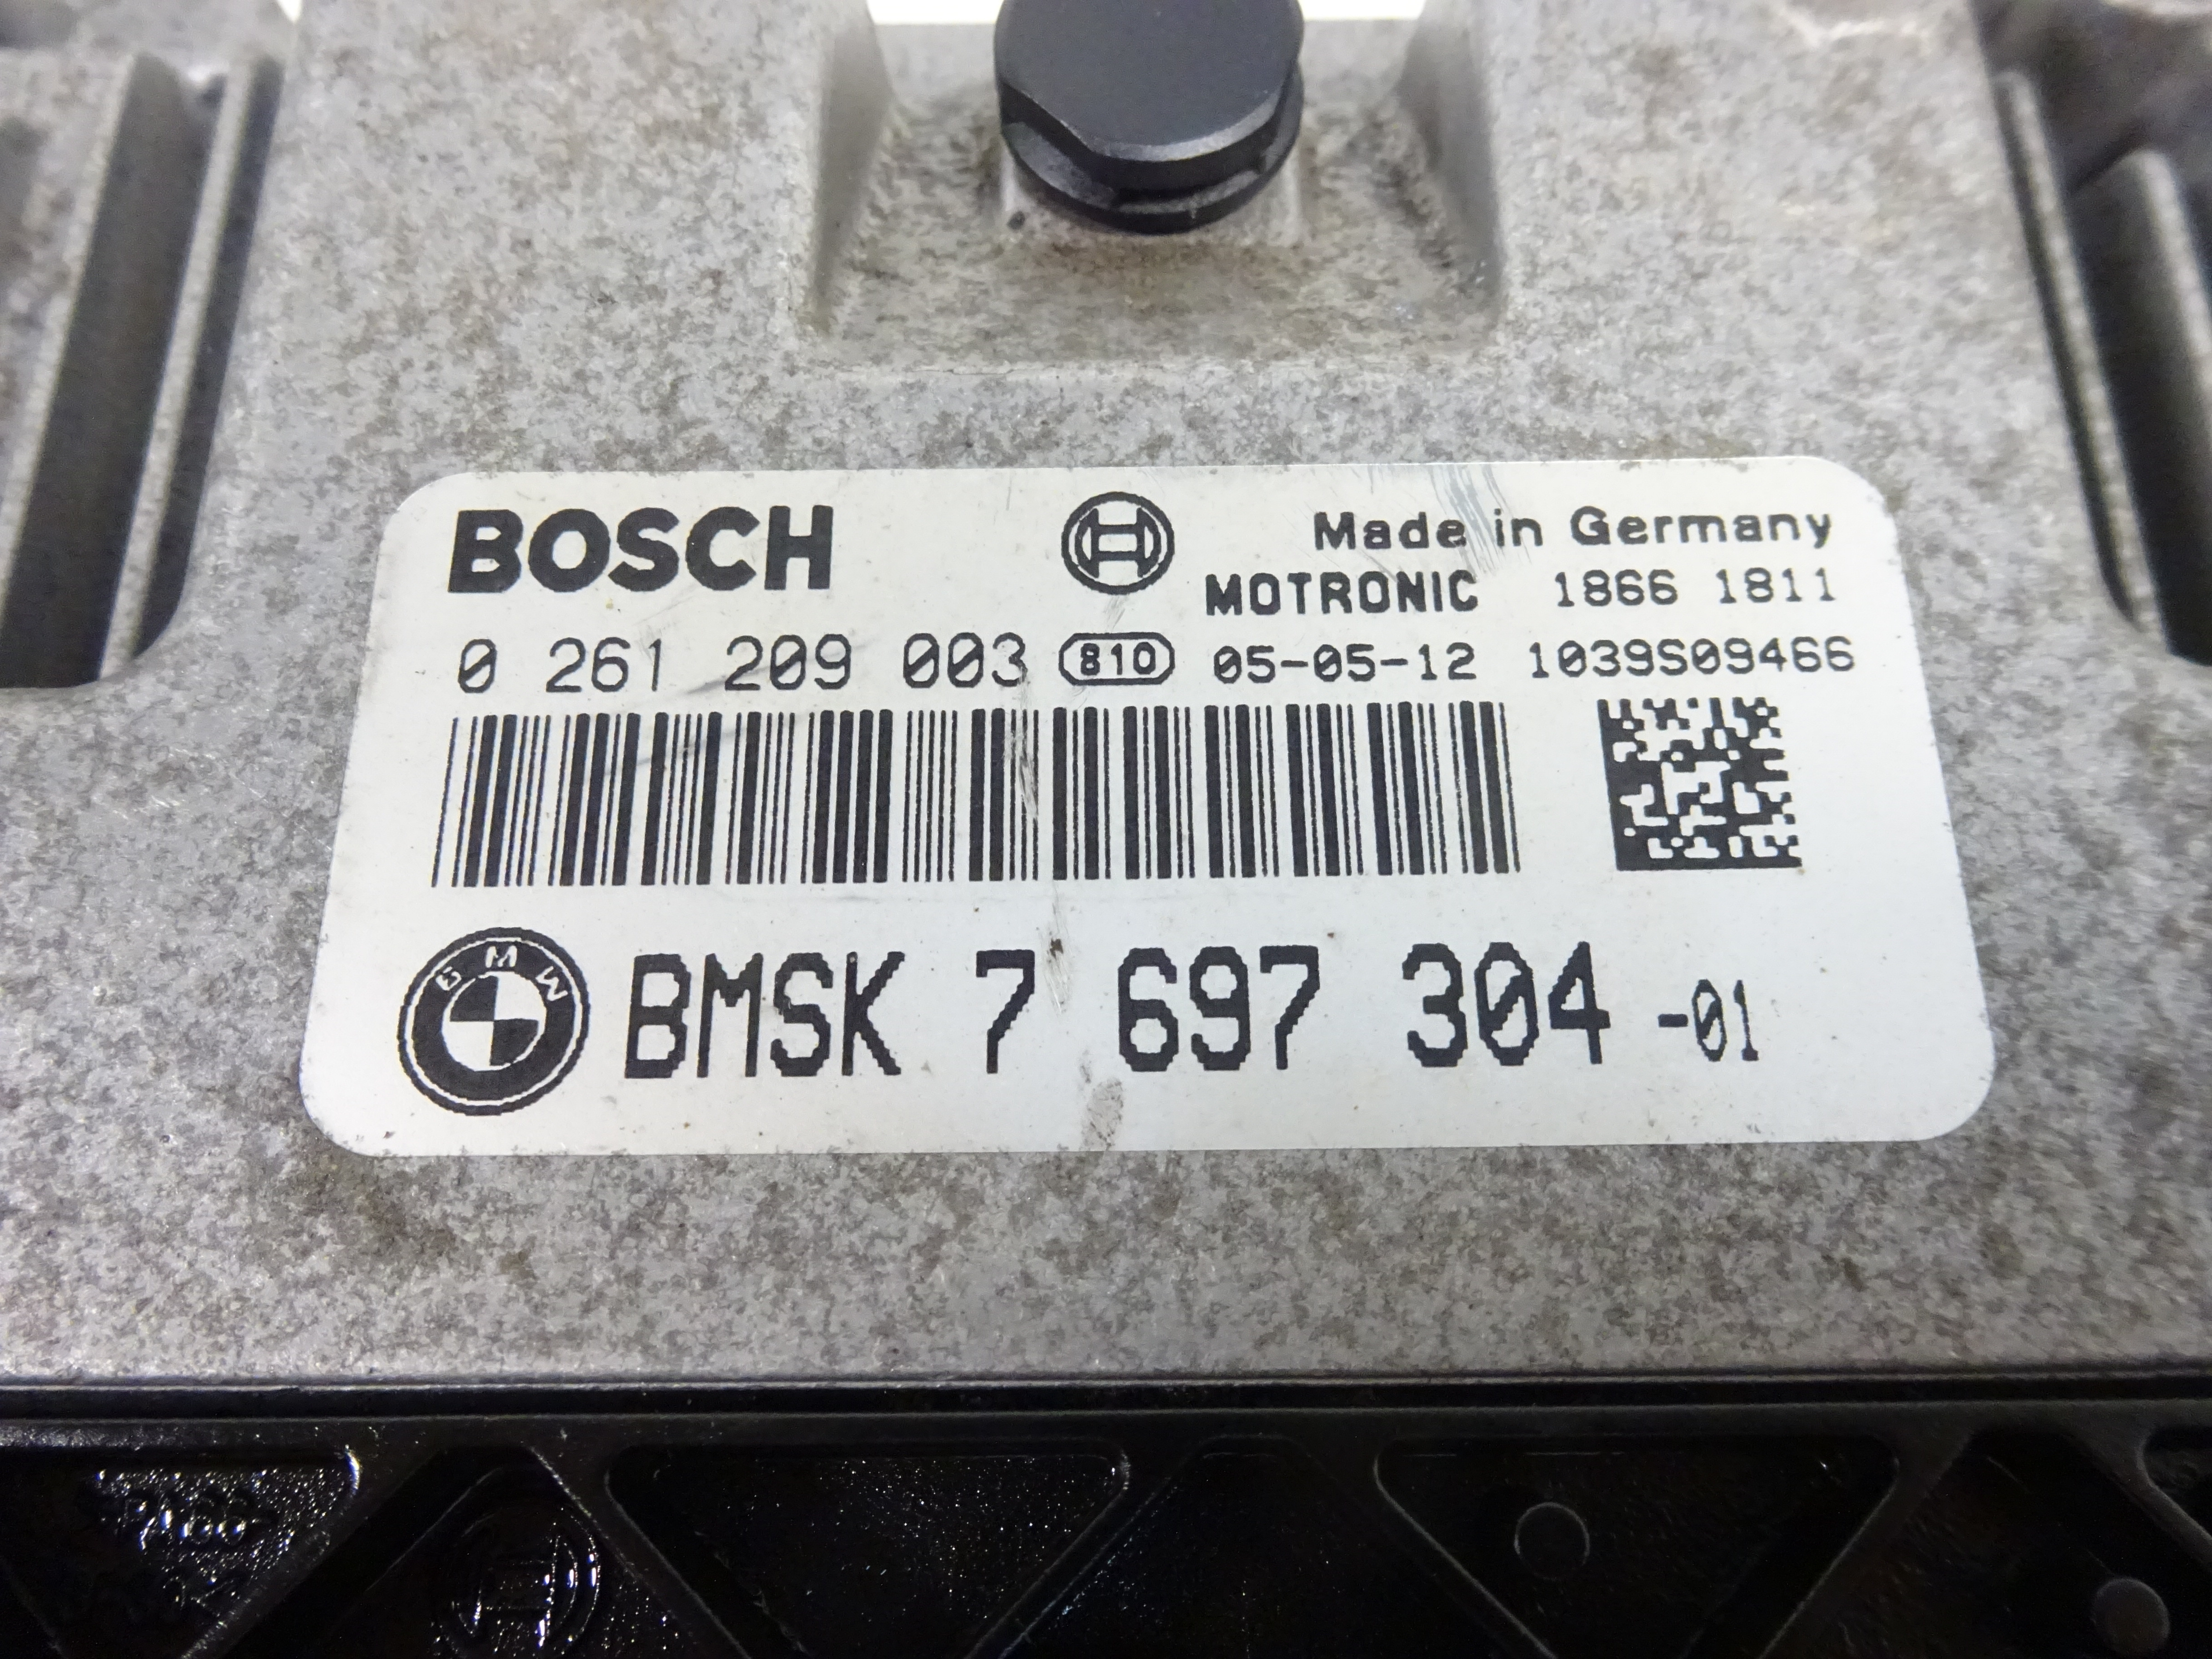 BOSCH
Made in Germany
MOTRONIC 1866 1811
0 261 209 003 810 05-05-12 1039S09466
BMW
BMSK 7 697 304 -01